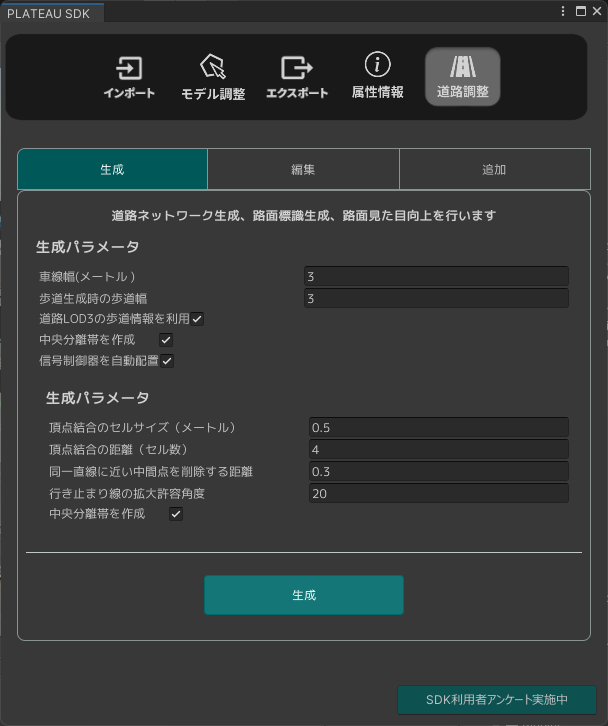 PLATEAU SDK
インポート
モデル調整
エクスポート
属性情報
道路調整
生成
編集
追加
道路ネットワーク生成、路面標識生成、路面見た目向上を行います
生成パラメータ
車線幅(メートル )
3
歩道生成時の歩道幅
3
道路LOD3の歩道情報を利用
中央分離帯を作成
信号制御器を自動配置
生成パラメータ
頂点結合のセルサイズ（メートル）
0.5
頂点結合の距離（セル数）
4
同一直線に近い中間点を削除する距離
0.3
行き止まり線の拡大許容角度
20
中央分離帯を作成
生成
SDK利用者アンケート実施中